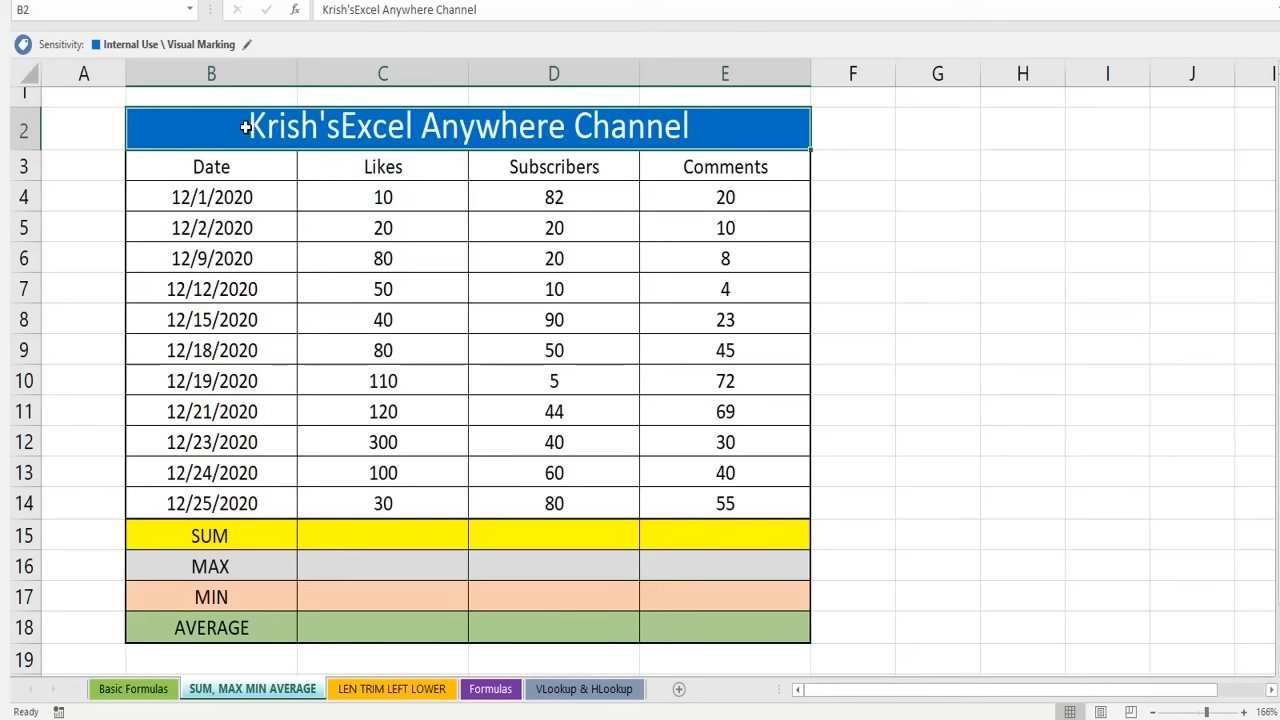 B2 Krish'sExcel Anywhere Channel
Sensitivity: Internal Use \ Visual Marking
A B C D E F G H I J
2 Krish'sExcel Anywhere Channel
3 Date Likes Subscribers Comments
4 12/1/2020 10 82 20
5 12/2/2020 20 20 10
6 12/9/2020 80 20 8
7 12/12/2020 50 10 4
8 12/15/2020 40 90 23
9 12/18/2020 80 50 45
10 12/19/2020 110 5 72
11 12/21/2020 120 44 69
12 12/23/2020 300 40 30
13 12/24/2020 100 60 40
14 12/25/2020 30 80 55
15 SUM
16 MAX
17 MIN
18 AVERAGE
19
Basic Formulas SUM, MAX MIN AVERAGE LEN TRIM LEFT LOWER Formulas VLookup & HLookup
Ready 166%